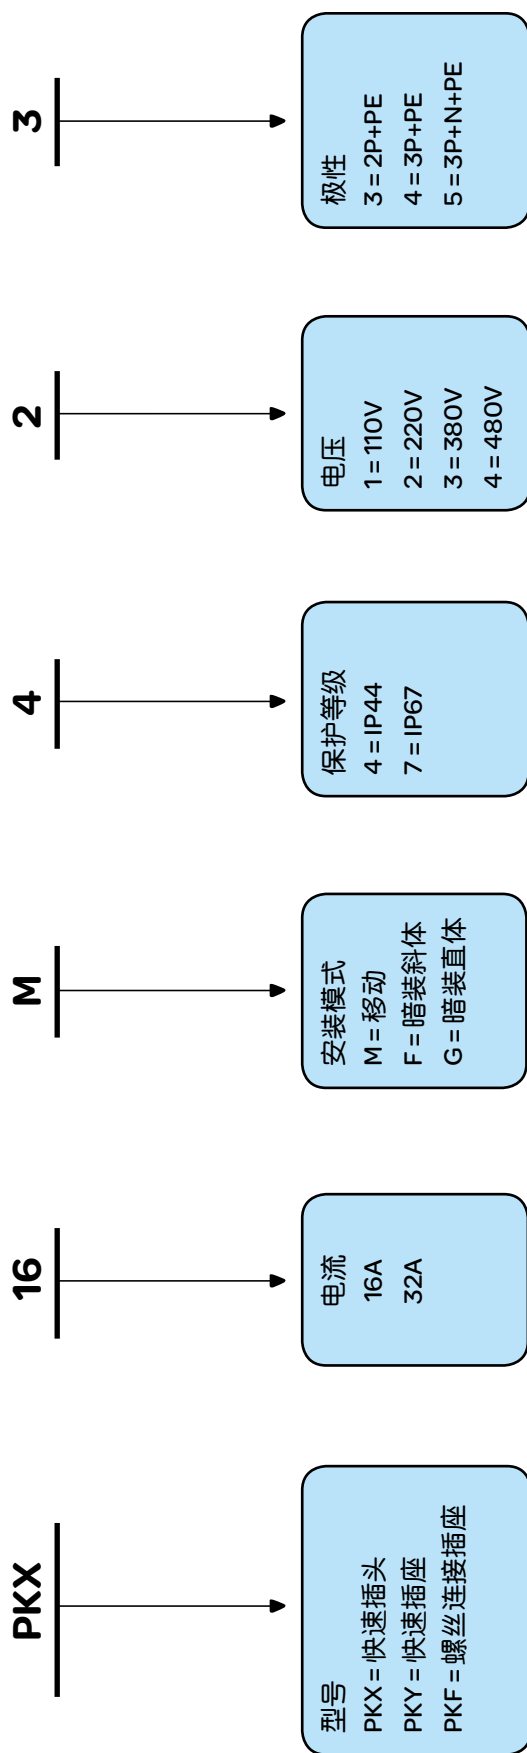 PKX 16 M 4 2 3
型号
PKX = 快速插头
PKY = 快速插座
PKF = 螺丝连接插座
电流
16A
32A
安装模式
M = 移动
F = 暗装斜体
G = 暗装直体
保护等级
4 = IP44
7 = IP67
电压
1 = 110V
2 = 220V
3 = 380V
4 = 480V
极性
3 = 2P+PE
4 = 3P+PE
5 = 3P+N+PE